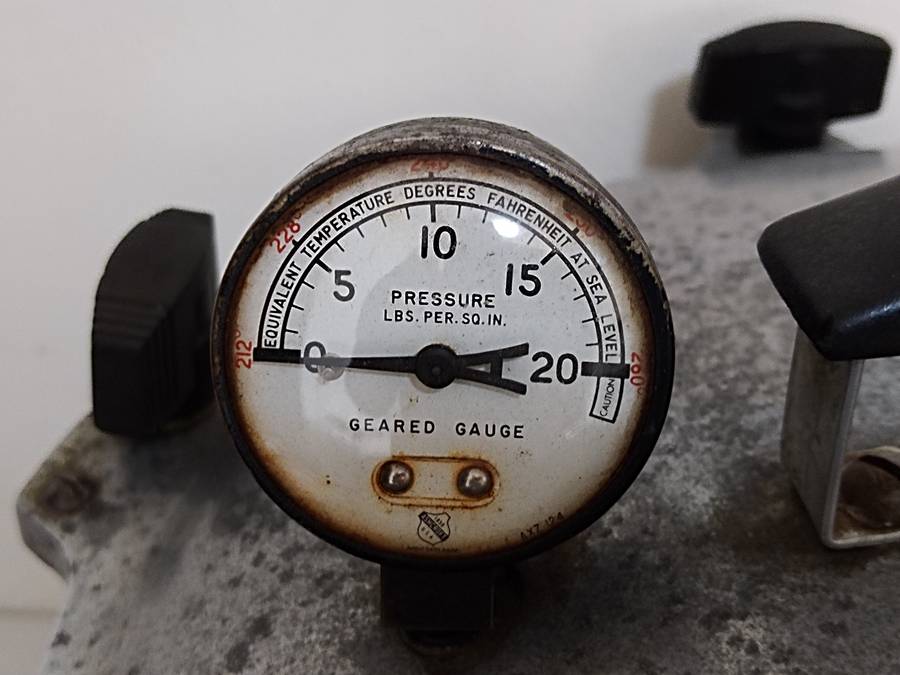 240°
228°
EQUIVALENT TEMPERATURE DEGREES FAHRENHEIT AT SEA LEVEL
10
5
15
PRESSURE
LBS. PER. SQ. IN.
212°
0
20
260°
CAUTION
GEARED GAUGE